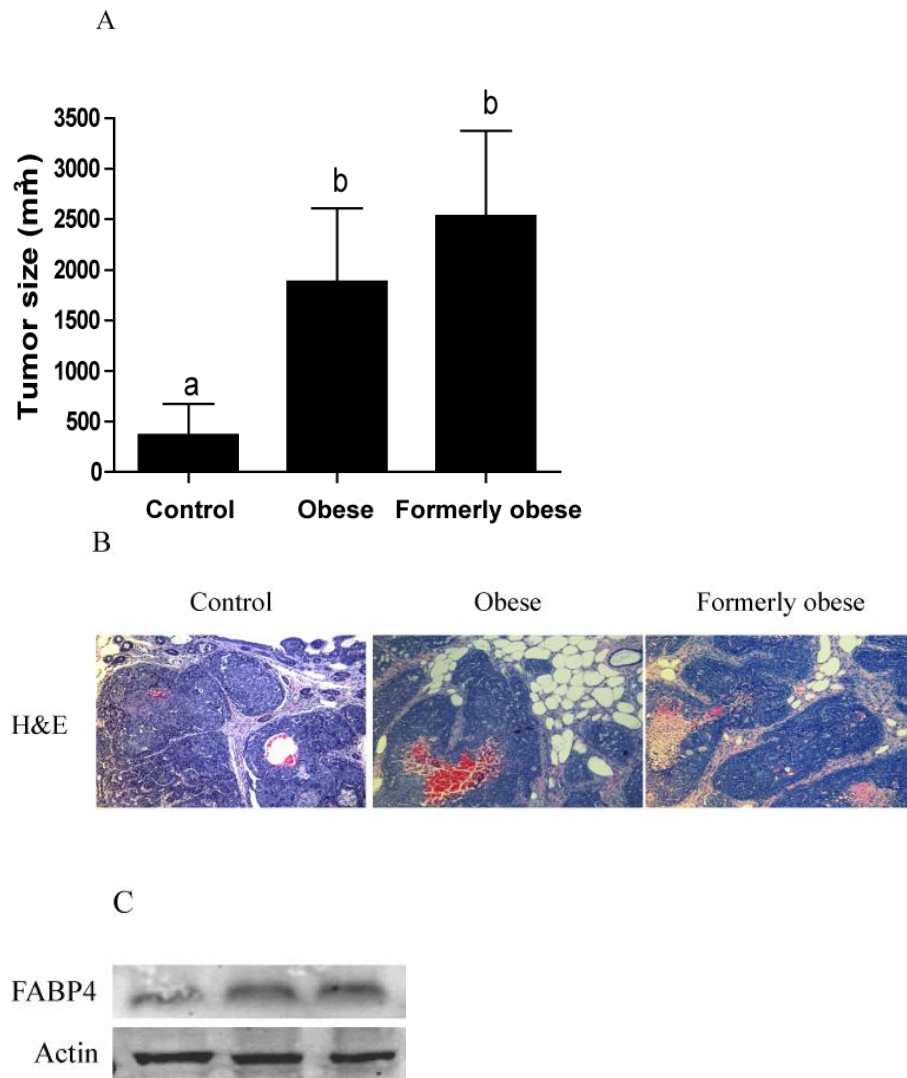 A
Tumor size (mm3)
3500
3000
2500
2000
1500
1000
500
0
a
b
b
Control Obese Formerly obese
B
Control Obese Formerly obese
H&E
C
FABP4
Actin